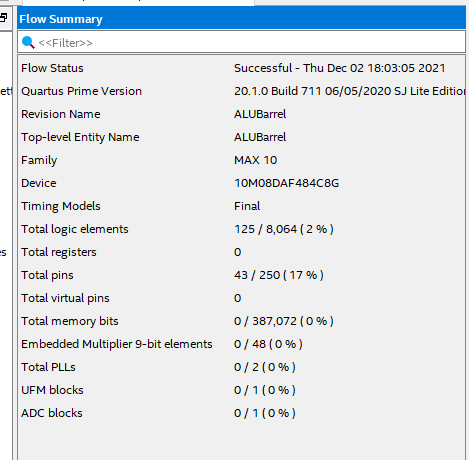 Flow Summary
<<Filter>>
Flow Status Successful - Thu Dec 02 18:03:05 2021
Quartus Prime Version 20.1.0 Build 711 06/05/2020 SJ Lite Edition
Revision Name ALUBarrel
Top-level Entity Name ALUBarrel
Family MAX 10
Device 10M08DAF484C8G
Timing Models Final
Total logic elements 125 / 8,064 ( 2 % )
Total registers 0
Total pins 43 / 250 ( 17 % )
Total virtual pins 0
Total memory bits 0 / 387,072 ( 0 % )
Embedded Multiplier 9-bit elements 0 / 48 ( 0 % )
Total PLLs 0 / 2 ( 0 % )
UFM blocks 0 / 1 ( 0 % )
ADC blocks 0 / 1 ( 0 % )